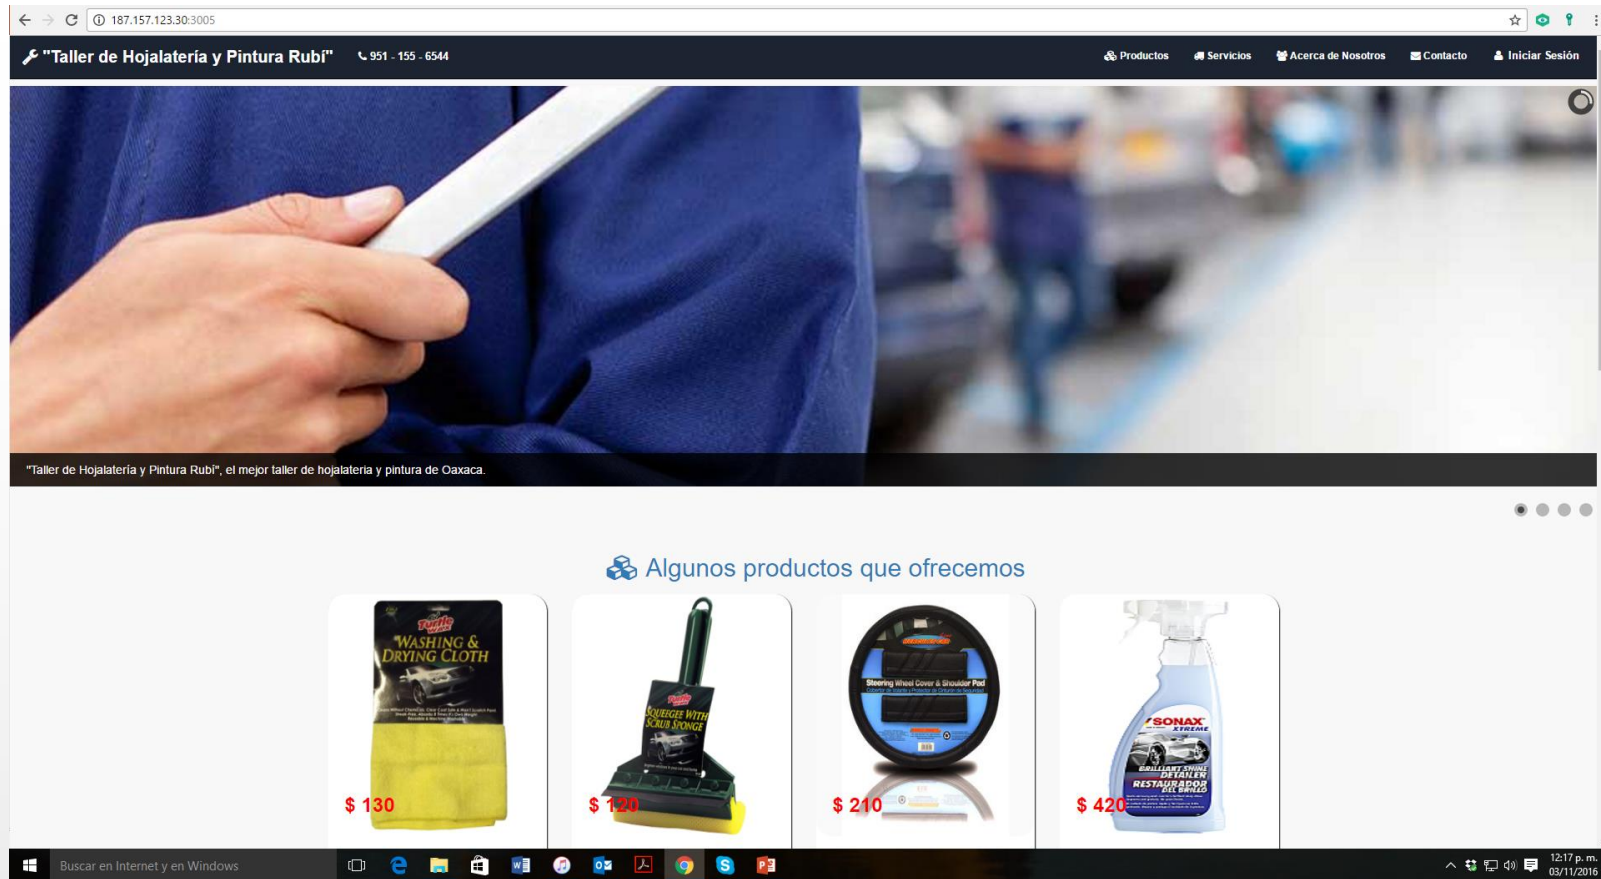 187.157.123.30:3005
"Taller de Hojalatería y Pintura Rubí" 951 - 155 - 6544 Productos Servicios Acerca de Nosotros Contacto Iniciar Sesión
"Taller de Hojalatería y Pintura Rubí", el mejor taller de hojalateria y pintura de Oaxaca.
Algunos productos que ofrecemos
Turtle Wax
WASHING &
DRYING CLOTH
$ 130
Turtle Wax
SQUEEGEE WITH
SCRUB SPONGE
$ 120
Steering Wheel Cover & Shoulder Pad
$ 210
SONAX
XTREME
BRILLIANT SHINE
DETAILER
RESTAURADOR
DEL BRILLO
$ 420
Buscar en Internet y en Windows
12:17 p. m.
03/11/2016